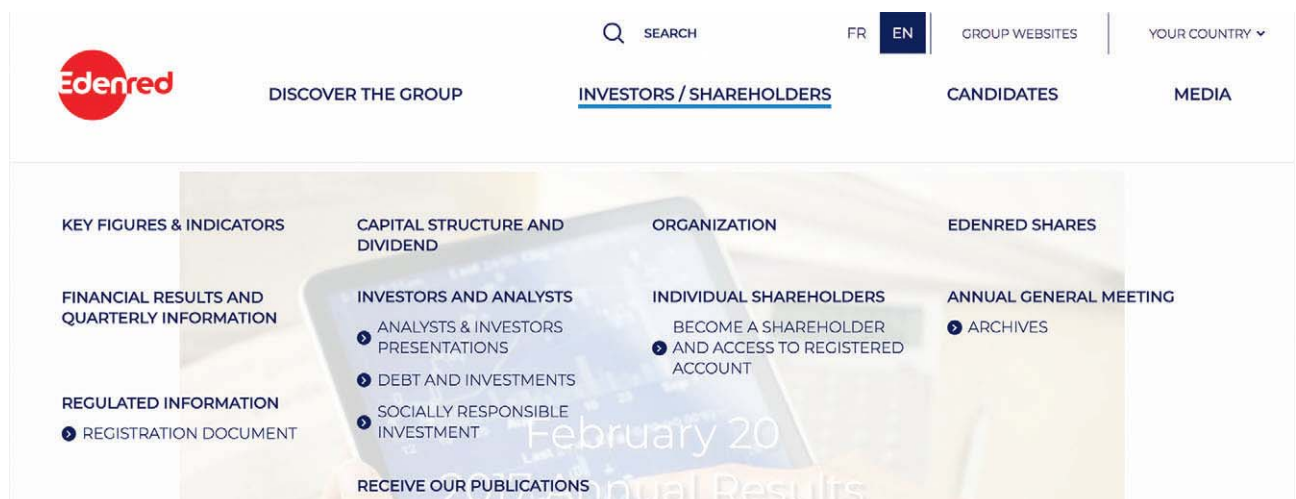 SEARCH
FR
EN
GROUP WEBSITES
YOUR COUNTRY
Edenred
DISCOVER THE GROUP
INVESTORS / SHAREHOLDERS
CANDIDATES
MEDIA
KEY FIGURES & INDICATORS
CAPITAL STRUCTURE AND
DIVIDEND
ORGANIZATION
EDENRED SHARES
FINANCIAL RESULTS AND
QUARTERLY INFORMATION
INVESTORS AND ANALYSTS
ANALYSTS & INVESTORS
PRESENTATIONS
DEBT AND INVESTMENTS
SOCIALLY RESPONSIBLE
INVESTMENT
INDIVIDUAL SHAREHOLDERS
BECOME A SHAREHOLDER
AND ACCESS TO REGISTERED
ACCOUNT
ANNUAL GENERAL MEETING
ARCHIVES
REGULATED INFORMATION
REGISTRATION DOCUMENT
RECEIVE OUR PUBLICATIONS
February 20
2017 Annual Results